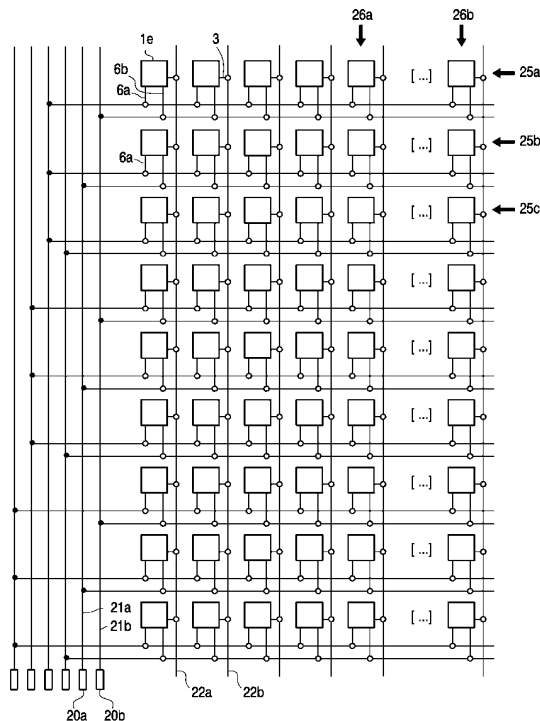 26a 26b
1e 3
6b
6a
[ ... ] 25a
6a
[ ... ] 25b
[ ... ] 25c
[ ... ]
[ ... ]
[ ... ]
[ ... ]
[ ... ]
21a
21b
[ ... ]
20a 20b 22a 22b